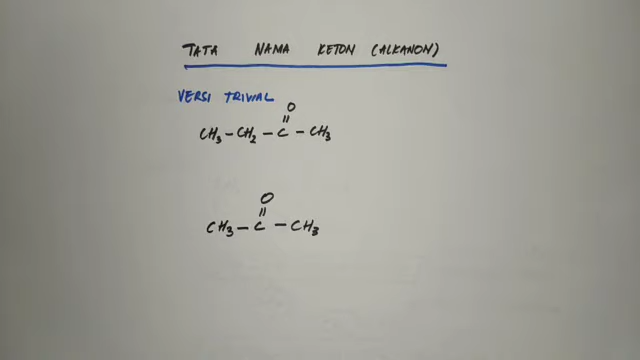 TATA NAMA KETON (ALKANON)
VERSI TRIVIAL
O
||
CH₃ – CH₂ – C – CH₃
O
||
CH₃ – C – CH₃